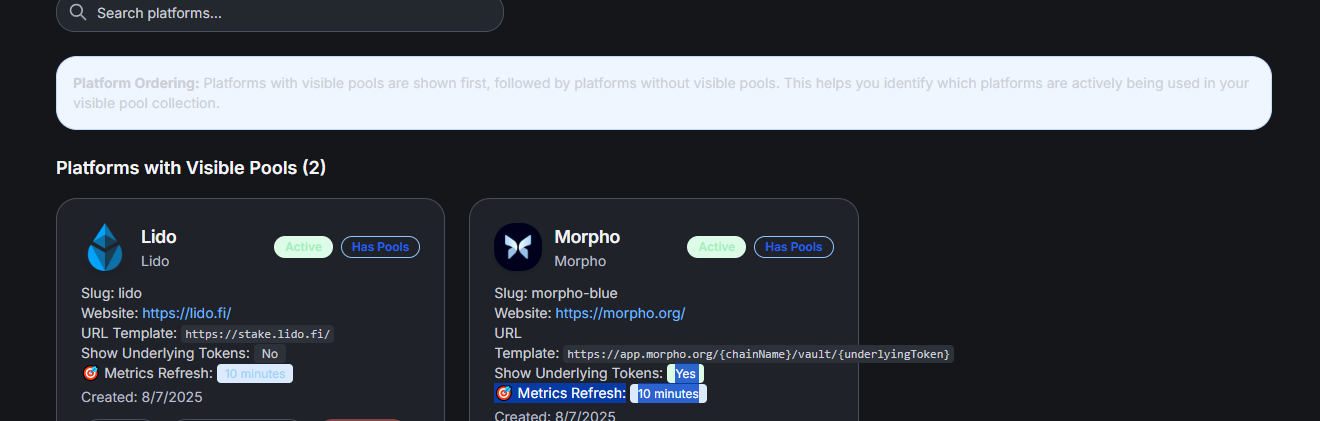 Search platforms...
Platform Ordering: Platforms with visible pools are shown first, followed by platforms without visible pools. This helps you identify which platforms are actively being used in your
visible pool collection.
Platforms with Visible Pools (2)
Lido
Lido
Active
Has Pools
Slug: lido
Website: https://lido.fi/
URL Template: https://stake.lido.fi/
Show Underlying Tokens: No
🎯 Metrics Refresh: 10 minutes
Created: 8/7/2025
Morpho
Morpho
Active
Has Pools
Slug: morpho-blue
Website: https://morpho.org/
URL
Template: https://app.morpho.org/{chainName}/vault/{underlyingToken}
Show Underlying Tokens: Yes
🎯 Metrics Refresh: 10 minutes
Created: 8/7/2025